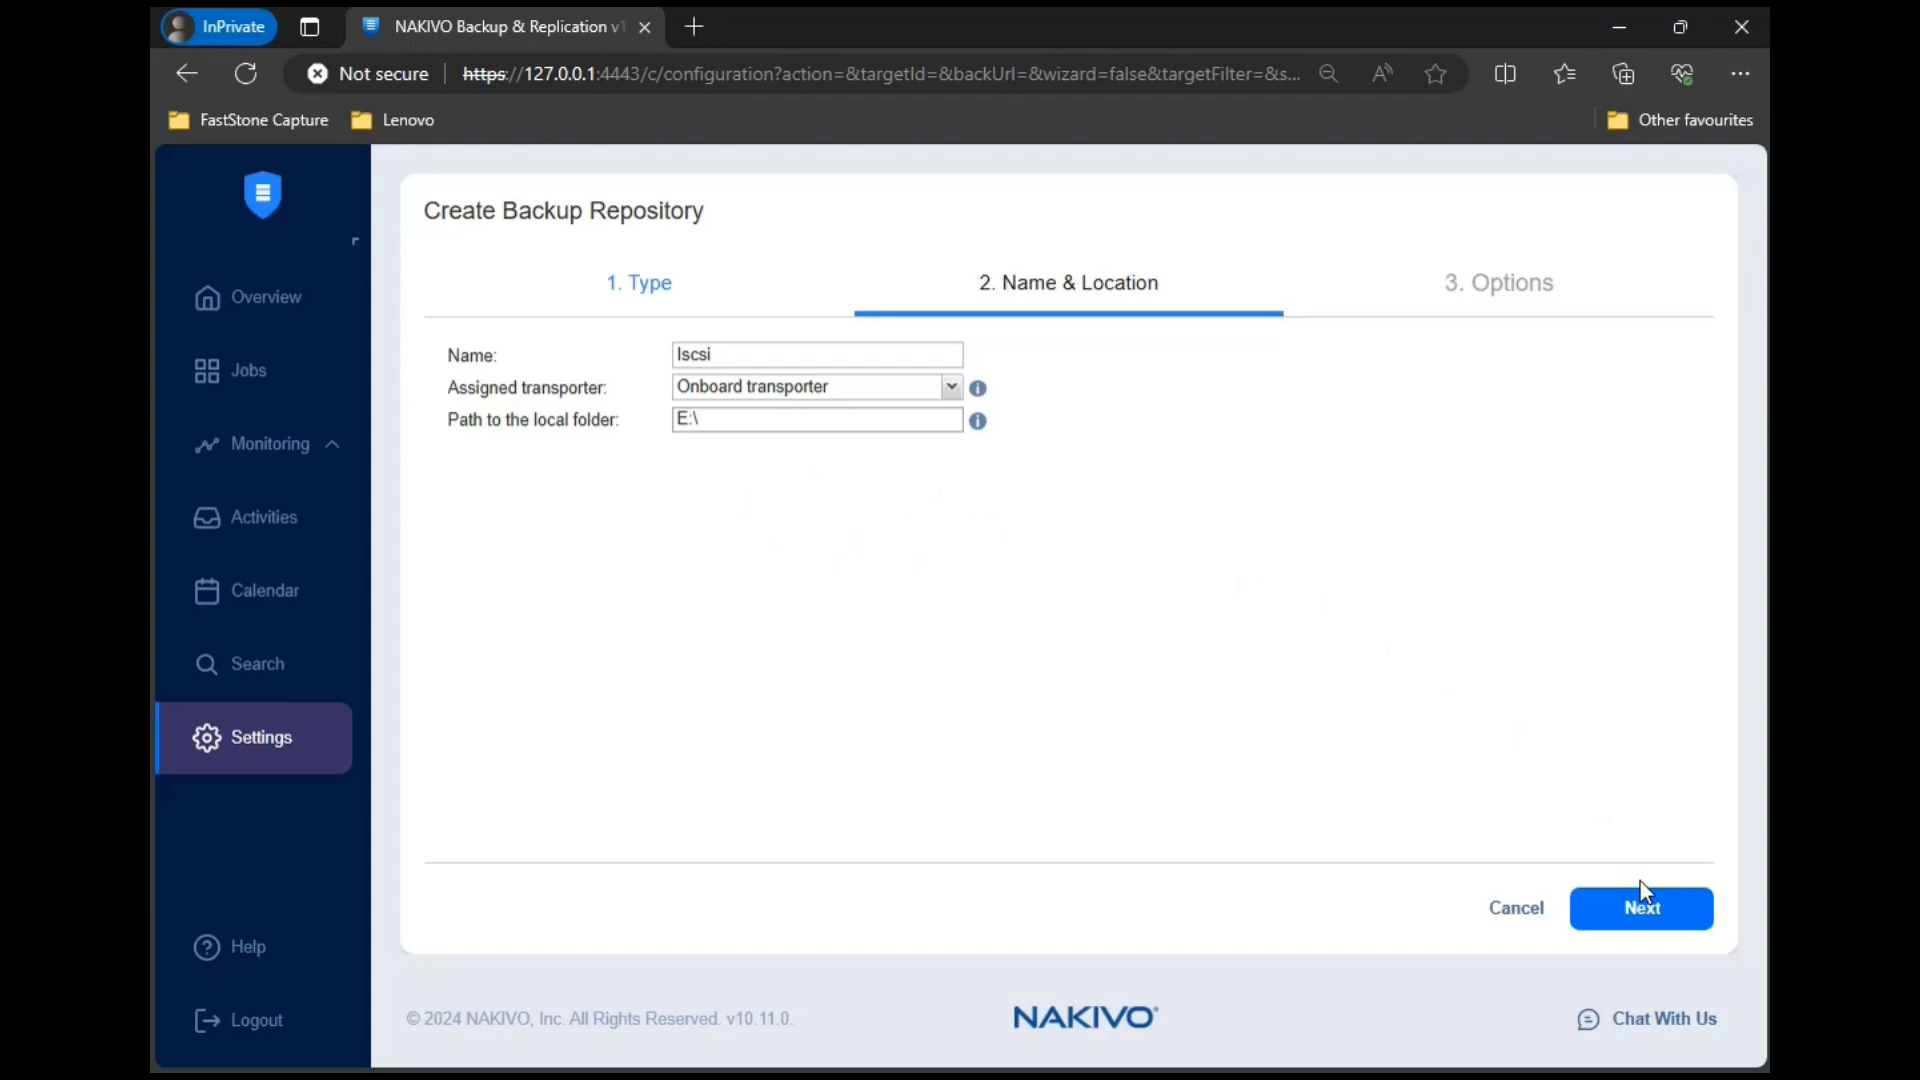 InPrivate
NAKIVO Backup & Replication v1
Not secure
https://127.0.0.1:4443/c/configuration?action=&targetId=&backUrl=&wizard=false&targetFilter=&s...
FastStone Capture
Lenovo
Other favourites
Create Backup Repository
1. Type
2. Name & Location
3. Options
Name:
Iscsi
Assigned transporter:
Onboard transporter
Path to the local folder:
E:\
Overview
Jobs
Monitoring
Activities
Calendar
Search
Settings
Help
Logout
Cancel
Next
© 2024 NAKIVO, Inc. All Rights Reserved. v10.11.0.
NAKIVO®
Chat With Us